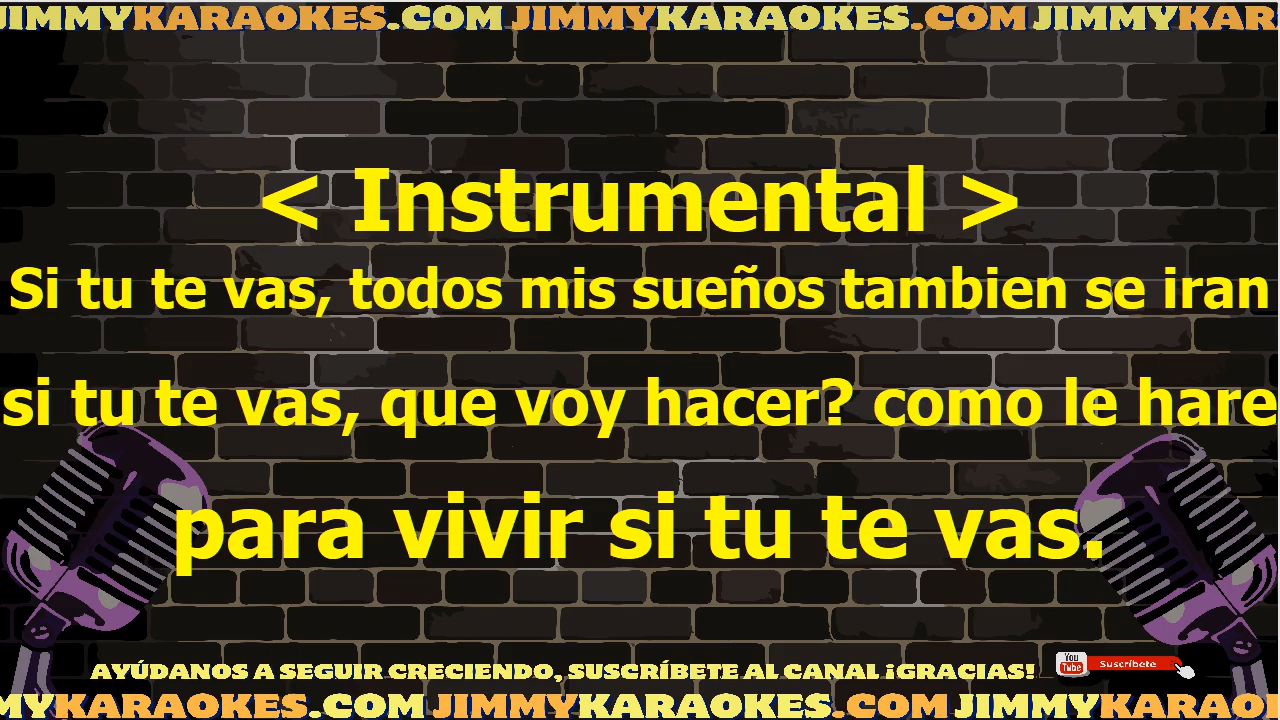 JIMMYKARAOKES.COM JIMMYKARAOKES.COM JIMMYKAR
< Instrumental >
Si tu te vas, todos mis sueños tambien se iran
si tu te vas, que voy hacer? como le hare
para vivir si tu te vas.
AYÚDANOS A SEGUIR CRECIENDO, SUSCRÍBETE AL CANAL ¡GRACIAS!
You Tube Suscríbete
MYKARAOKES.COM JIMMYKARAOKES.COM JIMMYKARAO